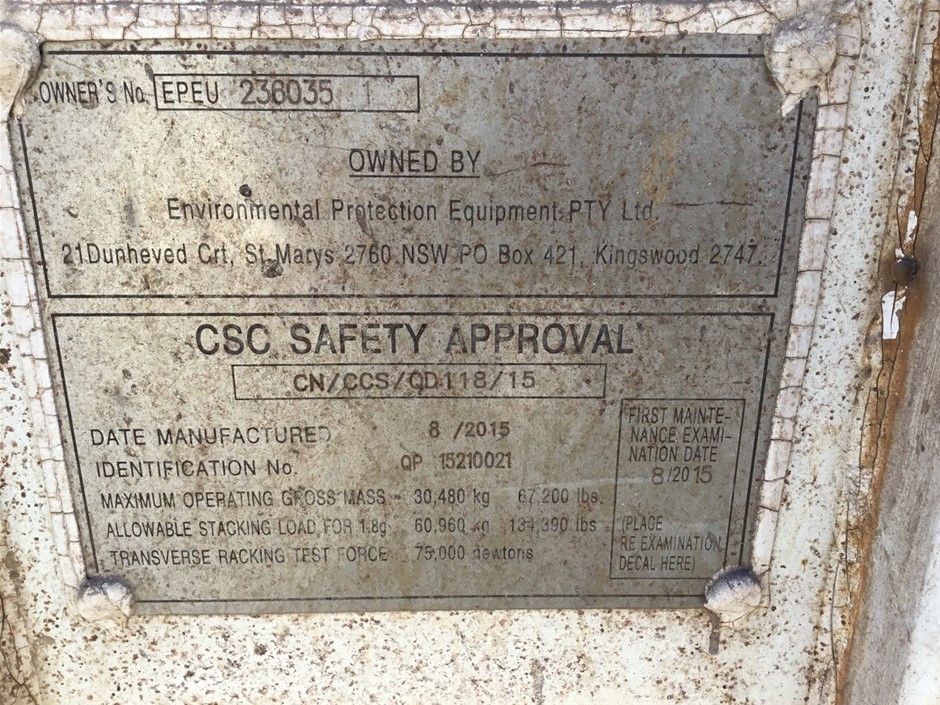 OWNER'S No. EPEU 236035 1
OWNED BY
Environmental Protection Equipment PTY Ltd.
21 Dunheved Crt, St.Marys 2760 NSW PO Box 421, Kingswood 2747.
CSC SAFETY APPROVAL
CN/CCS/QD118/15
DATE MANUFACTURED 8 /2015
IDENTIFICATION No. QP 15210021
MAXIMUM OPERATING GROSS MASS - 30,480 kg 67,200 lbs.
ALLOWABLE STACKING LOAD FOR 1.8g 60,960 kg 134,390 lbs
TRANSVERSE RACKING TEST FORCE 75,000 newtons
FIRST MAINTE-
NANCE EXAMI-
NATION DATE
8/2015
(PLACE
RE EXAMINATION
DECAL HERE)